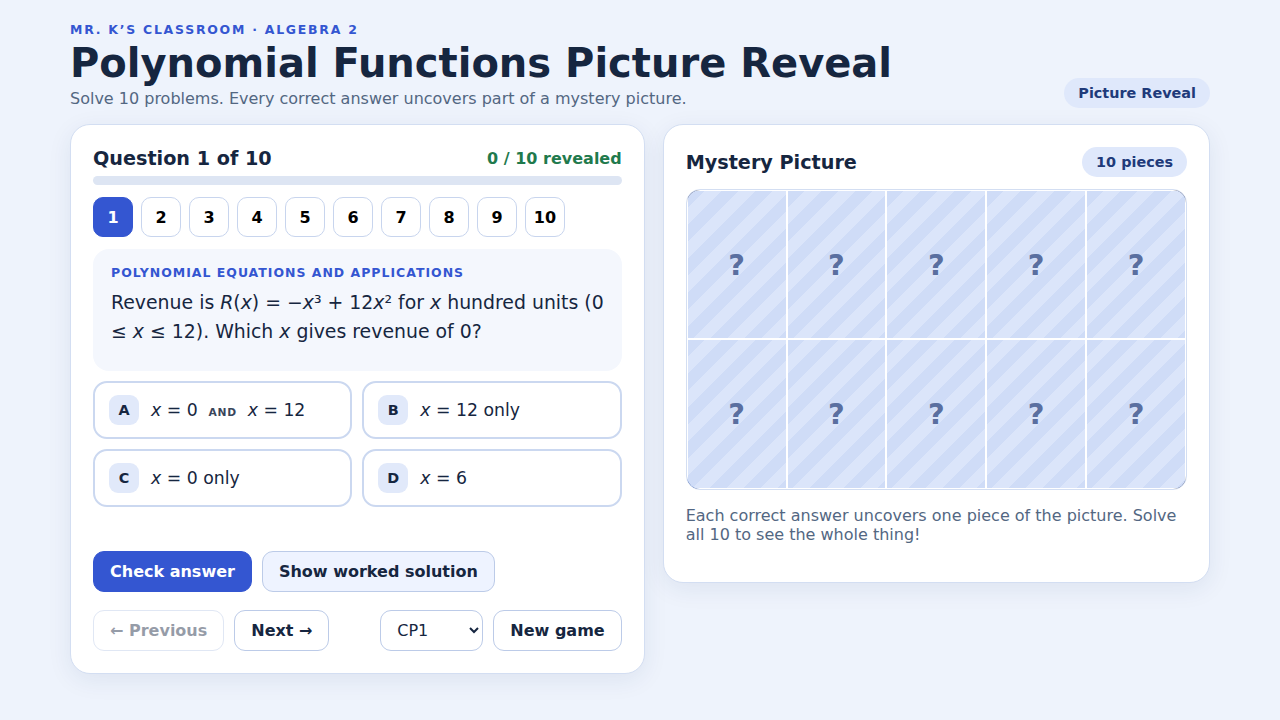 MR. K’S CLASSROOM · ALGEBRA 2
Polynomial Functions Picture Reveal
Solve 10 problems. Every correct answer uncovers part of a mystery picture.
Picture Reveal
Question 1 of 10
0 / 10 revealed
1 2 3 4 5 6 7 8 9 10
POLYNOMIAL EQUATIONS AND APPLICATIONS
Revenue is R(x) = −x³ + 12x² for x hundred units (0
≤ x ≤ 12). Which x gives revenue of 0?
A x = 0 AND x = 12
B x = 12 only
C x = 0 only
D x = 6
Check answer
Show worked solution
← Previous
Next →
CP1
New game
Mystery Picture
10 pieces
? ? ? ? ?
? ? ? ? ?
Each correct answer uncovers one piece of the picture. Solve
all 10 to see the whole thing!